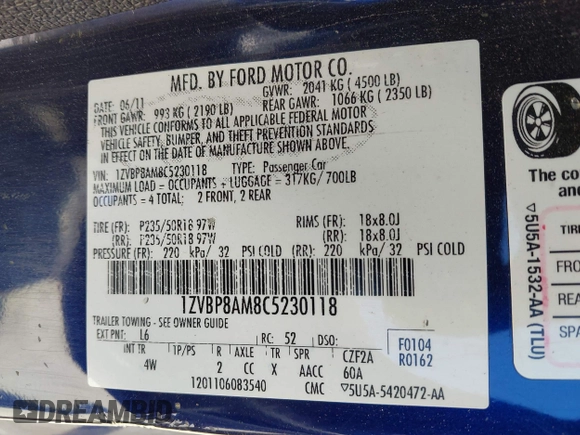 MFD. BY FORD MOTOR CO.
DATE: 06/11 GVWR: 2041 KG ( 4500 LB)
FRONT GAWR: 993 KG ( 2190 LB) REAR GAWR: 1066 KG ( 2350 LB)
THIS VEHICLE CONFORMS TO ALL APPLICABLE FEDERAL MOTOR
VEHICLE SAFETY, BUMPER, AND THEFT PREVENTION STANDARDS
IN EFFECT ON THE DATE OF MANUFACTURE SHOWN ABOVE.
VIN: 1ZVBP8AM8C5230118 TYPE: Passenger Car
MAXIMUM LOAD = OCCUPANTS + LUGGAGE = 317KG/ 700LB
OCCUPANTS = 4 TOTAL; 2 FRONT, 2 REAR
TIRE (FR): P235/50R18 97W RIMS (FR): 18x8.0J
(RR): P235/50R18 97W (RR): 18x8.0J
PRESSURE (FR): 220 kPa/ 32 PSI COLD (RR): 220 kPa/ 32 PSI COLD
1ZVBP8AM8C5230118
TRAILER TOWING - SEE OWNER GUIDE
EXT PNT: L6 RC: 52 DSO: F0104
R0162
INT TR 1P/PS R AXLE TR SPR CZF2A
4W 2 CC X AACC 60A
1201106083540 CMC ▽5U5A-5420472-AA
The co
vehicle
TIRE
FRO
REA
SPA
▽5U5A-1532-AA (TLU)
DREAMBID